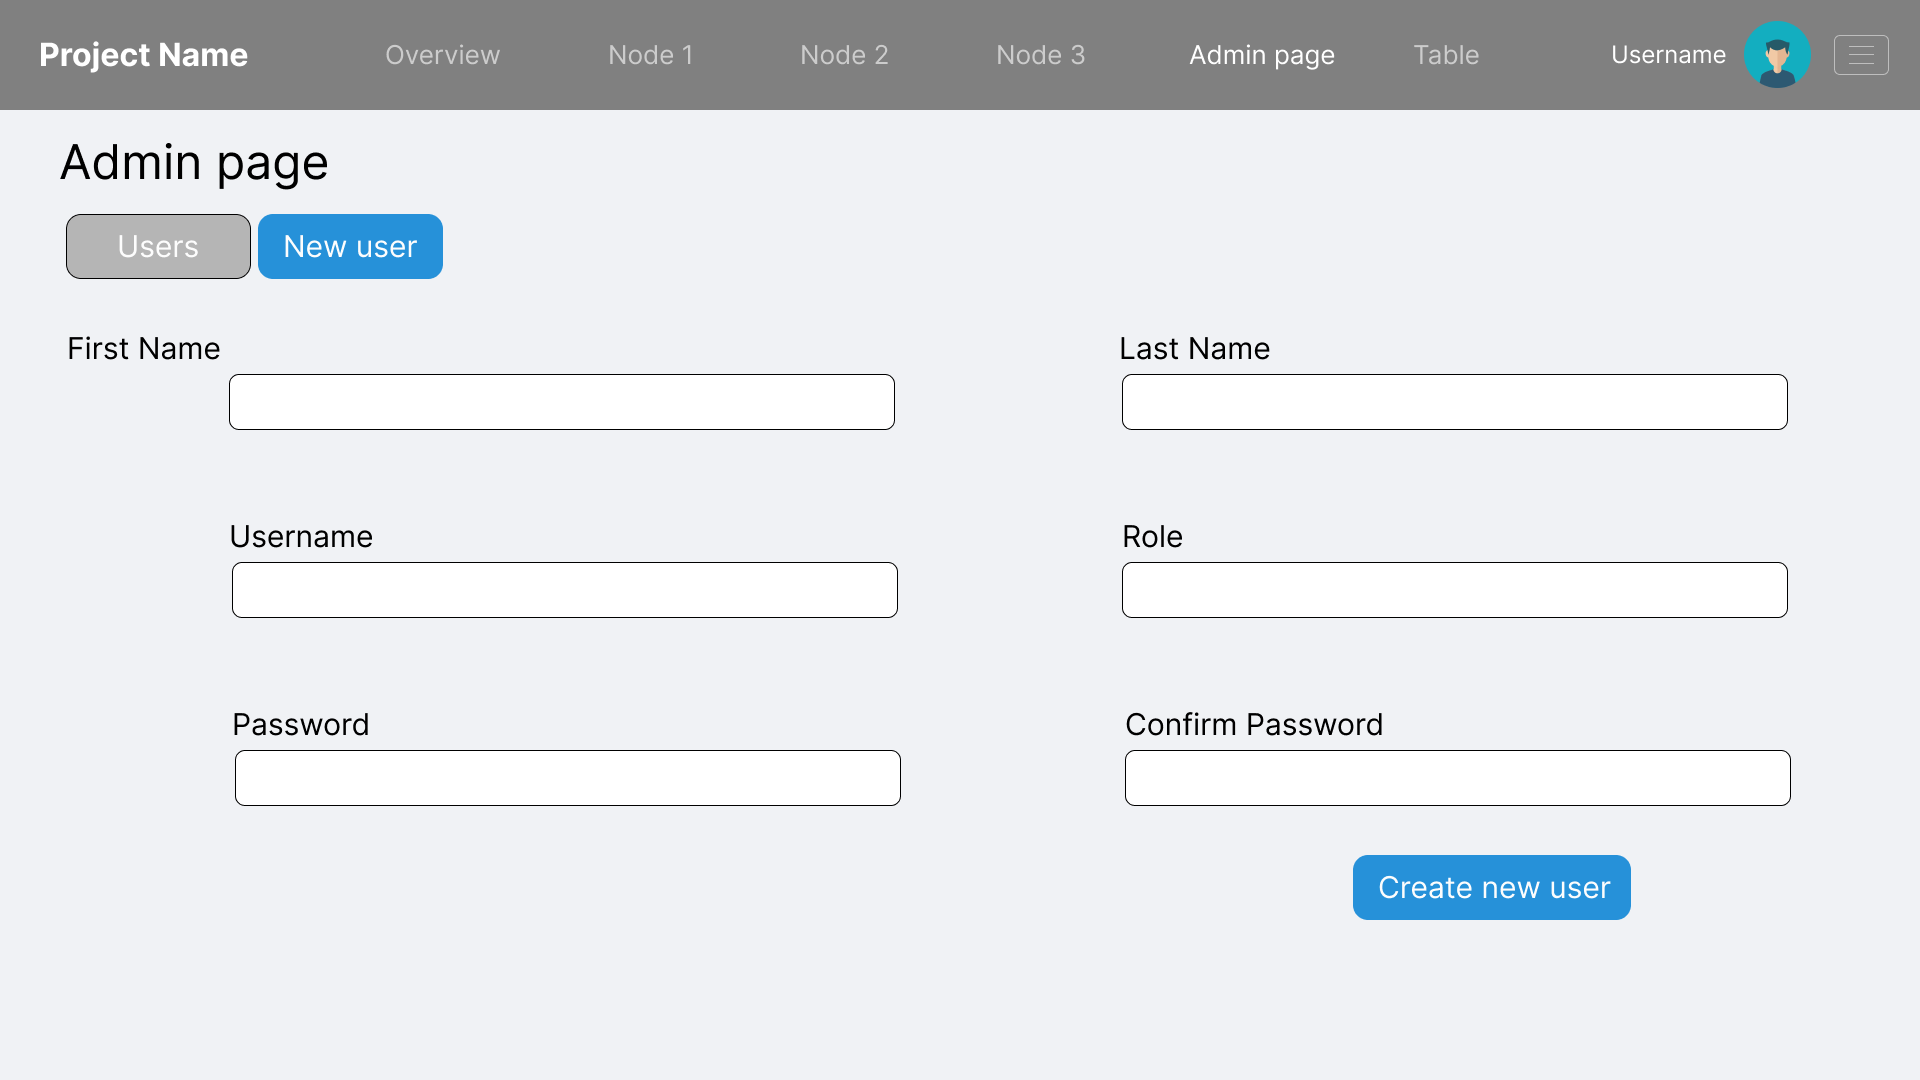 Project Name Overview Node 1 Node 2 Node 3 Admin page Table Username
Admin page
Users New user
First Name Last Name
Username Role
Password Confirm Password
Create new user